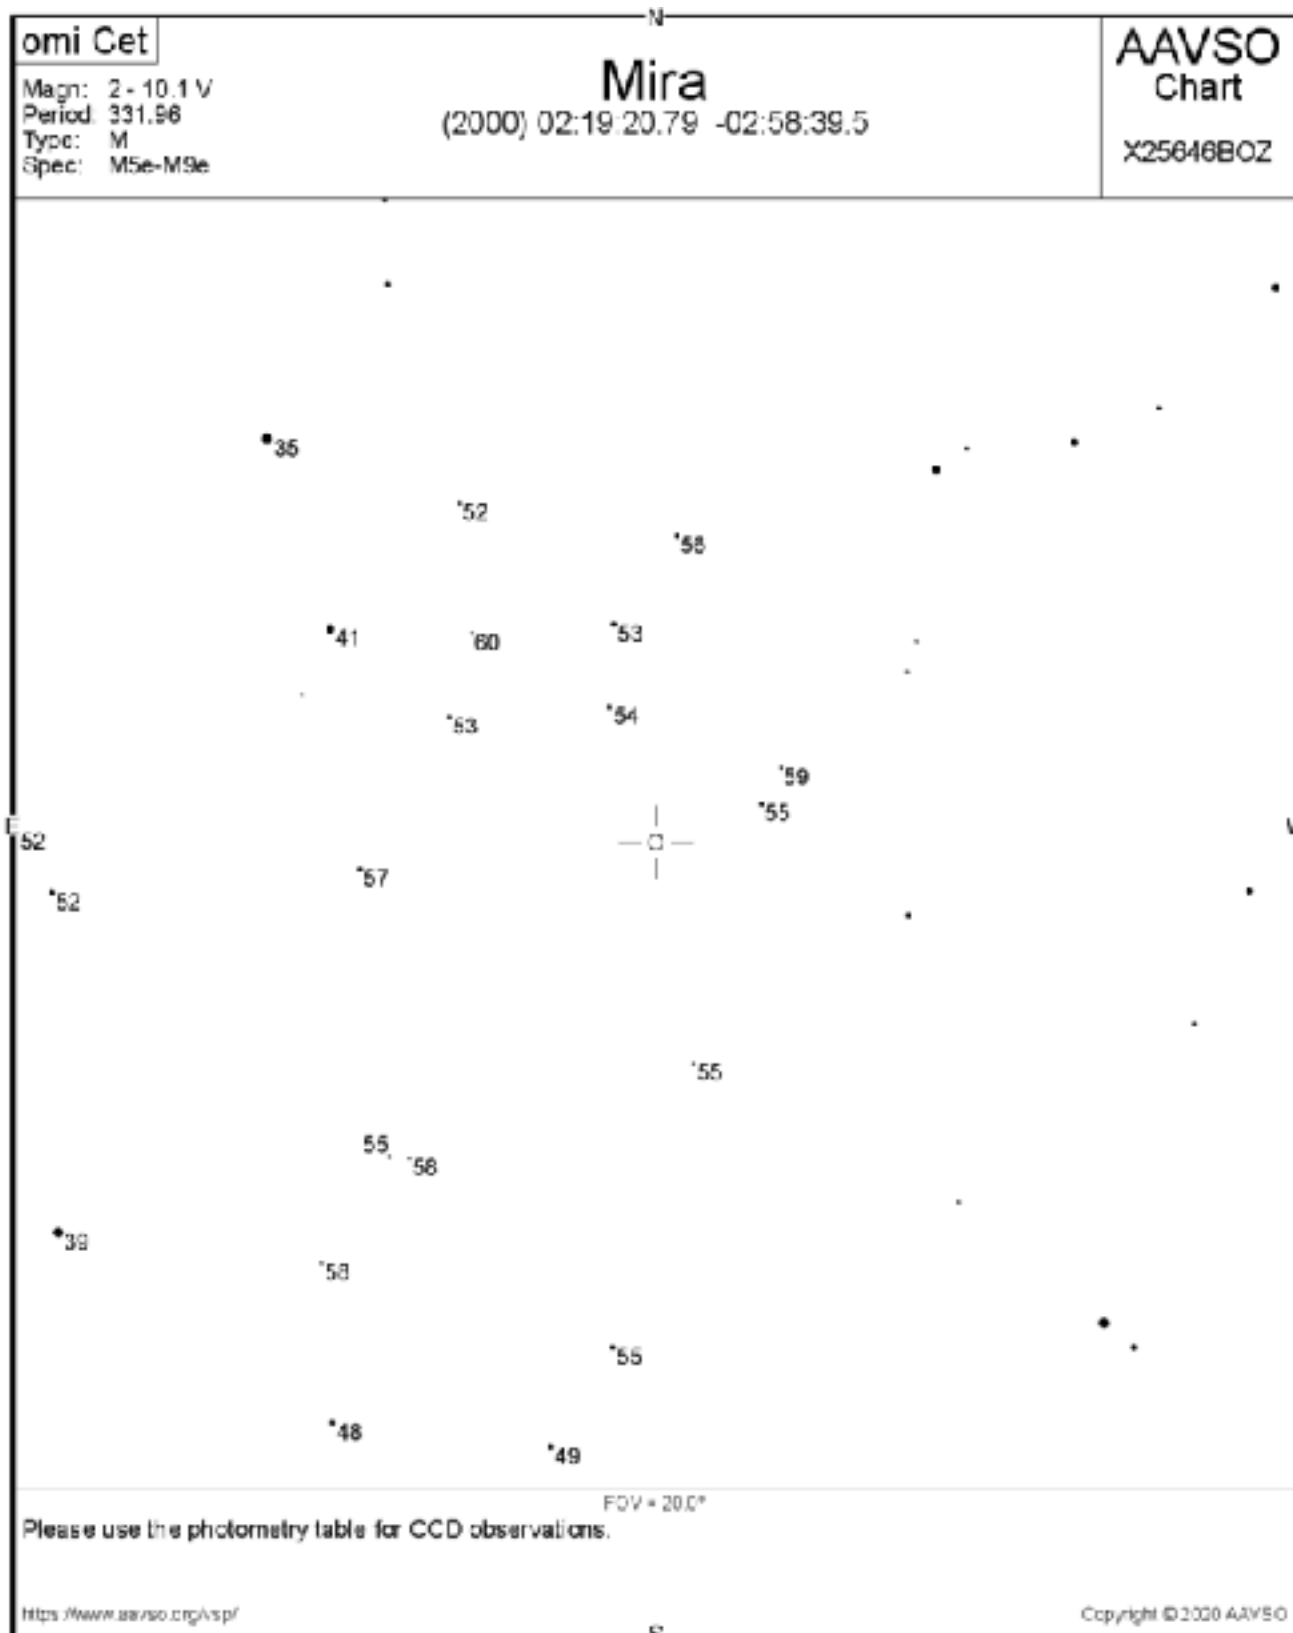 N
omi Cet
Magn: 2 - 10.1 V
Period: 331.96
Type: M
Spec: M5e-M9e
Mira
(2000) 02:19:20.79 -02:58:39.5
AAVSO
Chart
X25646BOZ
35
52
41
60
53
53
54
59
55
E
52
52
57
55
55
58
39
58
55
48
49
FOV = 20.0°
Please use the photometry table for CCD observations.
https://www.aavso.org/vsp/
Copyright © 2020 AAVSO